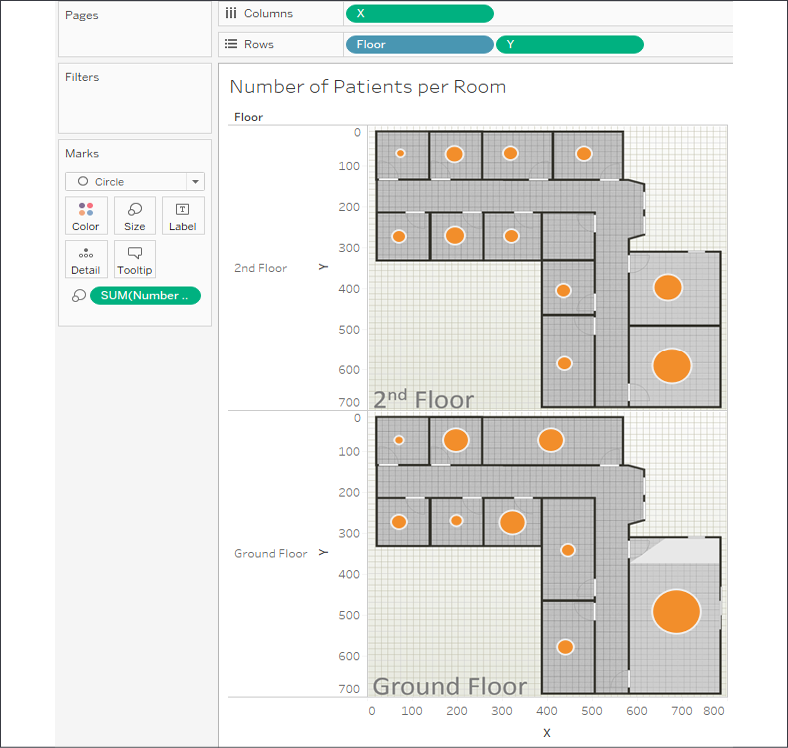 Pages
Columns
X
Rows
Floor
Y
Filters
Number of Patients per Room
Floor
Marks
Circle
Color
Size
Label
Detail
Tooltip
SUM(Number ..
2nd Floor
Y
0
100
200
300
400
500
600
700
2nd Floor
Ground Floor
Y
0
100
200
300
400
500
600
700
Ground Floor
0 100 200 300 400 500 600 700 800
X